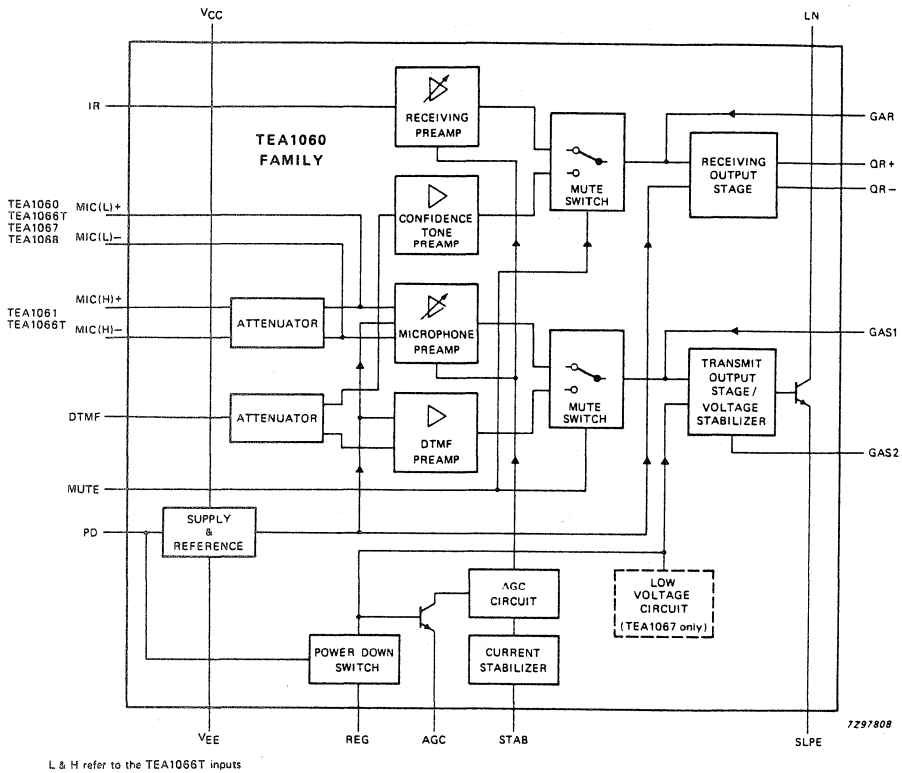 VCC
LN
IR
RECEIVING
PREAMP
TEA1060
FAMILY
MUTE
SWITCH
GAR
RECEIVING
OUTPUT
STAGE
QR+
QR−
TEA1060
TEA1066T
TEA1067
TEA1068
MIC(L)+
MIC(L)−
CONFIDENCE
TONE
PREAMP
TEA1061
TEA1066T
MIC(H)+
MIC(H)−
ATTENUATOR
MICROPHONE
PREAMP
MUTE
SWITCH
GAS1
TRANSMIT
OUTPUT
STAGE/
VOLTAGE
STABILIZER
GAS2
DTMF
ATTENUATOR
DTMF
PREAMP
MUTE
PD
SUPPLY
&
REFERENCE
AGC
CIRCUIT
LOW
VOLTAGE
CIRCUIT
(TEA1067 only)
POWER DOWN
SWITCH
CURRENT
STABILIZER
7Z97808
VEE
REG
AGC
STAB
SLPE
L & H refer to the TEA1066T inputs